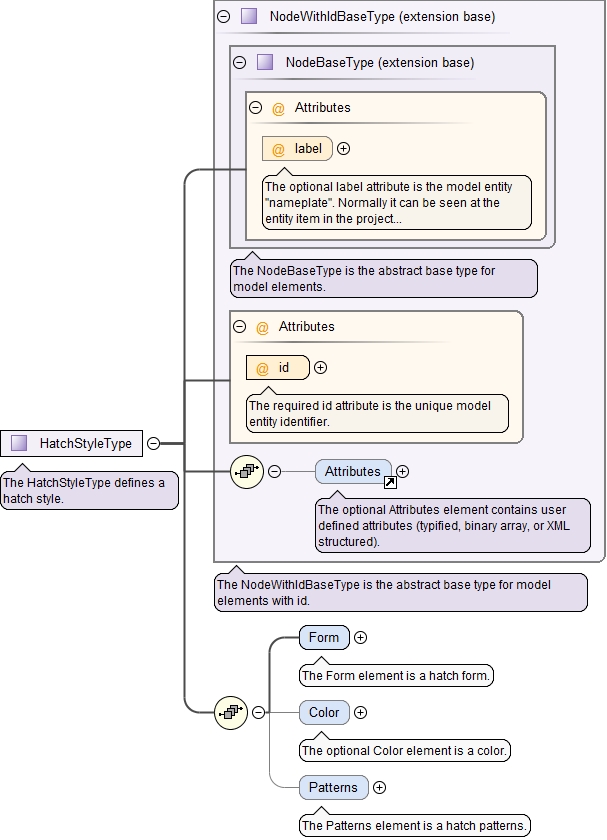 NodeWithIdBaseType (extension base)
NodeBaseType (extension base)
@ Attributes
@ label
The optional label attribute is the model entity
"nameplate". Normally it can be seen at the
entity item in the project...
The NodeBaseType is the abstract base type for
model elements.
@ Attributes
@ id
The required id attribute is the unique model
entity identifier.
HatchStyleType
The HatchStyleType defines a
hatch style.
Attributes
The optional Attributes element contains user
defined attributes (typified, binary array, or XML
structured).
The NodeWithIdBaseType is the abstract base type for model
elements with id.
Form
The Form element is a hatch form.
Color
The optional Color element is a color.
Patterns
The Patterns element is a hatch patterns.